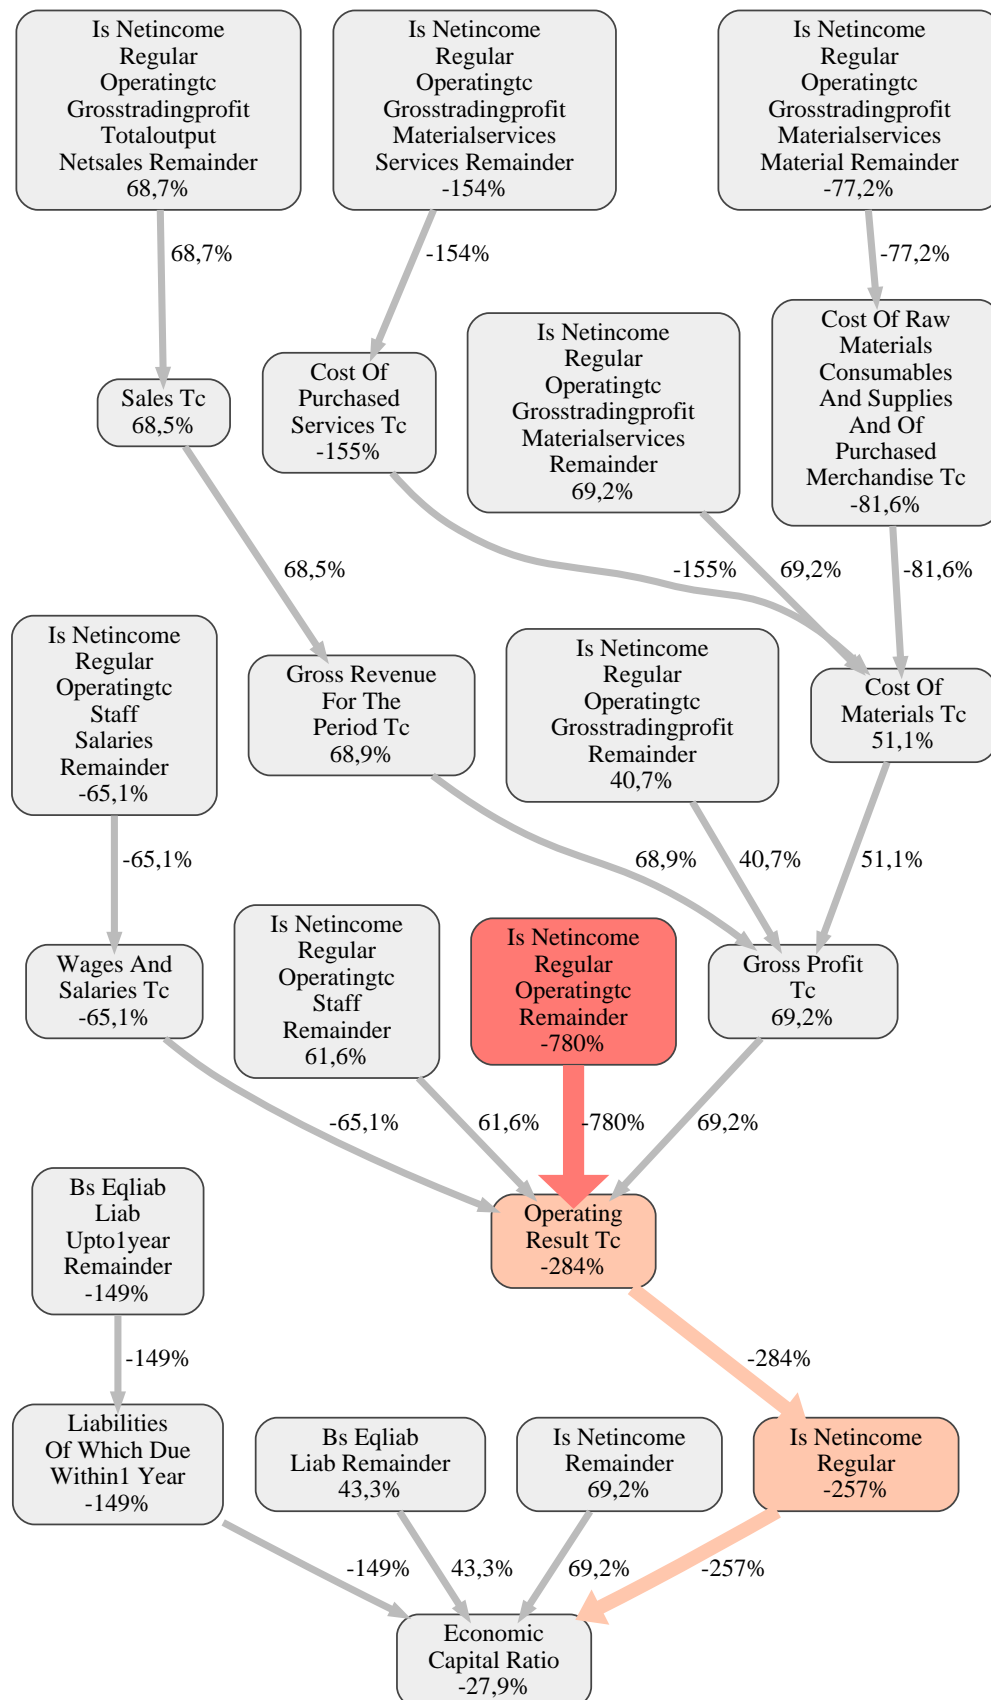 Is Netincome
Regular
Operatingtc
Grosstradingprofit
Totaloutput
Netsales Remainder
68,7%
Is Netincome
Regular
Operatingtc
Grosstradingprofit
Materialservices
Services Remainder
-154%
Is Netincome
Regular
Operatingtc
Grosstradingprofit
Materialservices
Material Remainder
-77,2%
68,7%
-154%
-77,2%
Sales Tc
68,5%
Cost Of
Purchased
Services Tc
-155%
Is Netincome
Regular
Operatingtc
Grosstradingprofit
Materialservices
Remainder
69,2%
Cost Of Raw
Materials
Consumables
And Supplies
And Of
Purchased
Merchandise Tc
-81,6%
68,5%
-155%
69,2%
-81,6%
Is Netincome
Regular
Operatingtc
Staff
Salaries
Remainder
-65,1%
Gross Revenue
For The
Period Tc
68,9%
Is Netincome
Regular
Operatingtc
Grosstradingprofit
Remainder
40,7%
Cost Of
Materials Tc
51,1%
-65,1%
68,9%
40,7%
51,1%
Wages And
Salaries Tc
-65,1%
Is Netincome
Regular
Operatingtc
Staff
Remainder
61,6%
Is Netincome
Regular
Operatingtc
Remainder
-780%
Gross Profit
Tc
69,2%
-65,1%
61,6%
-780%
69,2%
Bs Eqliab
Liab
Upto1year
Remainder
-149%
Operating
Result Tc
-284%
-149%
-284%
Liabilities
Of Which Due
Within1 Year
-149%
Bs Eqliab
Liab Remainder
43,3%
Is Netincome
Remainder
69,2%
Is Netincome
Regular
-257%
-149%
43,3%
69,2%
-257%
Economic
Capital Ratio
-27,9%